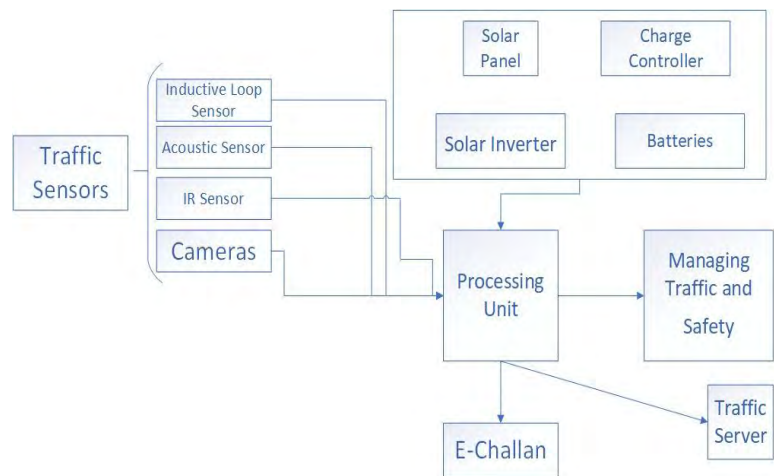 Traffic
Sensors
Inductive Loop
Sensor
Acoustic Sensor
IR Sensor
Cameras
Solar
Panel
Charge
Controller
Solar Inverter
Batteries
Processing
Unit
Managing
Traffic and
Safety
E-Challan
Traffic
Server